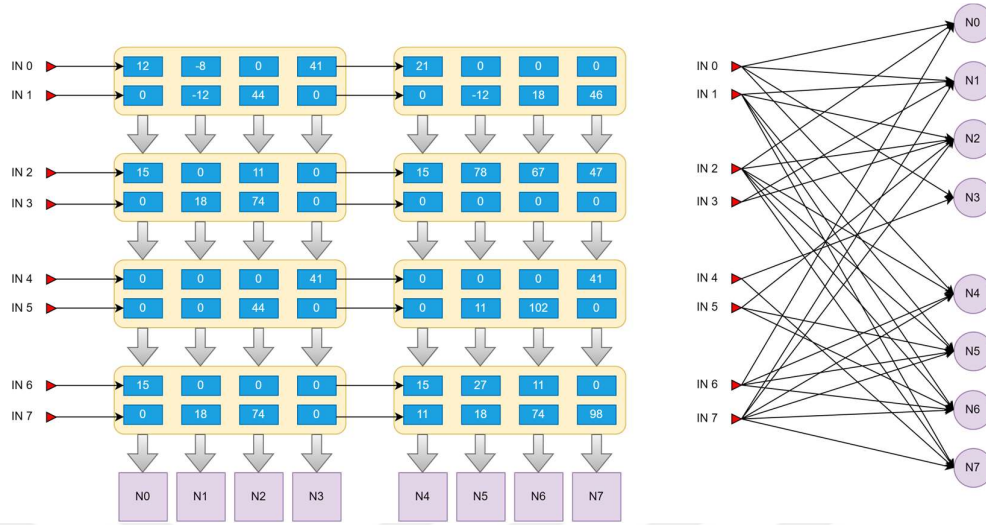 IN 0 12 -8 0 41 21 0 0 0
IN 1 0 -12 44 0 0 -12 18 46
IN 2 15 0 11 0 15 78 67 47
IN 3 0 18 74 0 0 0 0 0
IN 4 0 0 0 41 0 0 0 41
IN 5 0 0 44 0 0 11 102 0
IN 6 15 0 0 0 15 27 11 0
IN 7 0 18 74 0 11 18 74 98
N0 N1 N2 N3 N4 N5 N6 N7
N0
IN 0
N1
IN 1
N2
IN 2
N3
IN 3
IN 4
N4
IN 5
N5
IN 6
N6
IN 7
N7